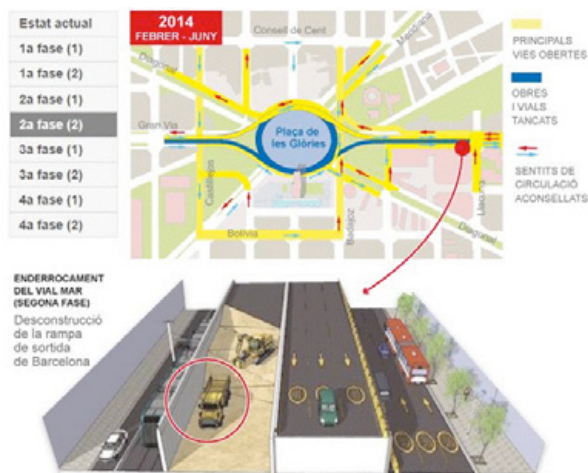 Estat actual
1a fase (1)
1a fase (2)
2a fase (1)
2a fase (2)
3a fase (1)
3a fase (2)
4a fase (1)
4a fase (2)
2014
FEBRER - JUNY
Consell de Cent
Meridiana
Diagonal
Gran Via
Plaça de
les Glòries
Castillejos
Bolívia
Badajoz
Llacuna
Diagonal
PRINCIPALS
VIES OBERTES
OBRES
I VIALS
TANCATS
SENTITS DE
CIRCULACIÓ
ACONSELLATS
ENDERROCAMENT
DEL VIAL MAR
(SEGONA FASE)
Desconstrucció
de la rampa
de sortida
de Barcelona